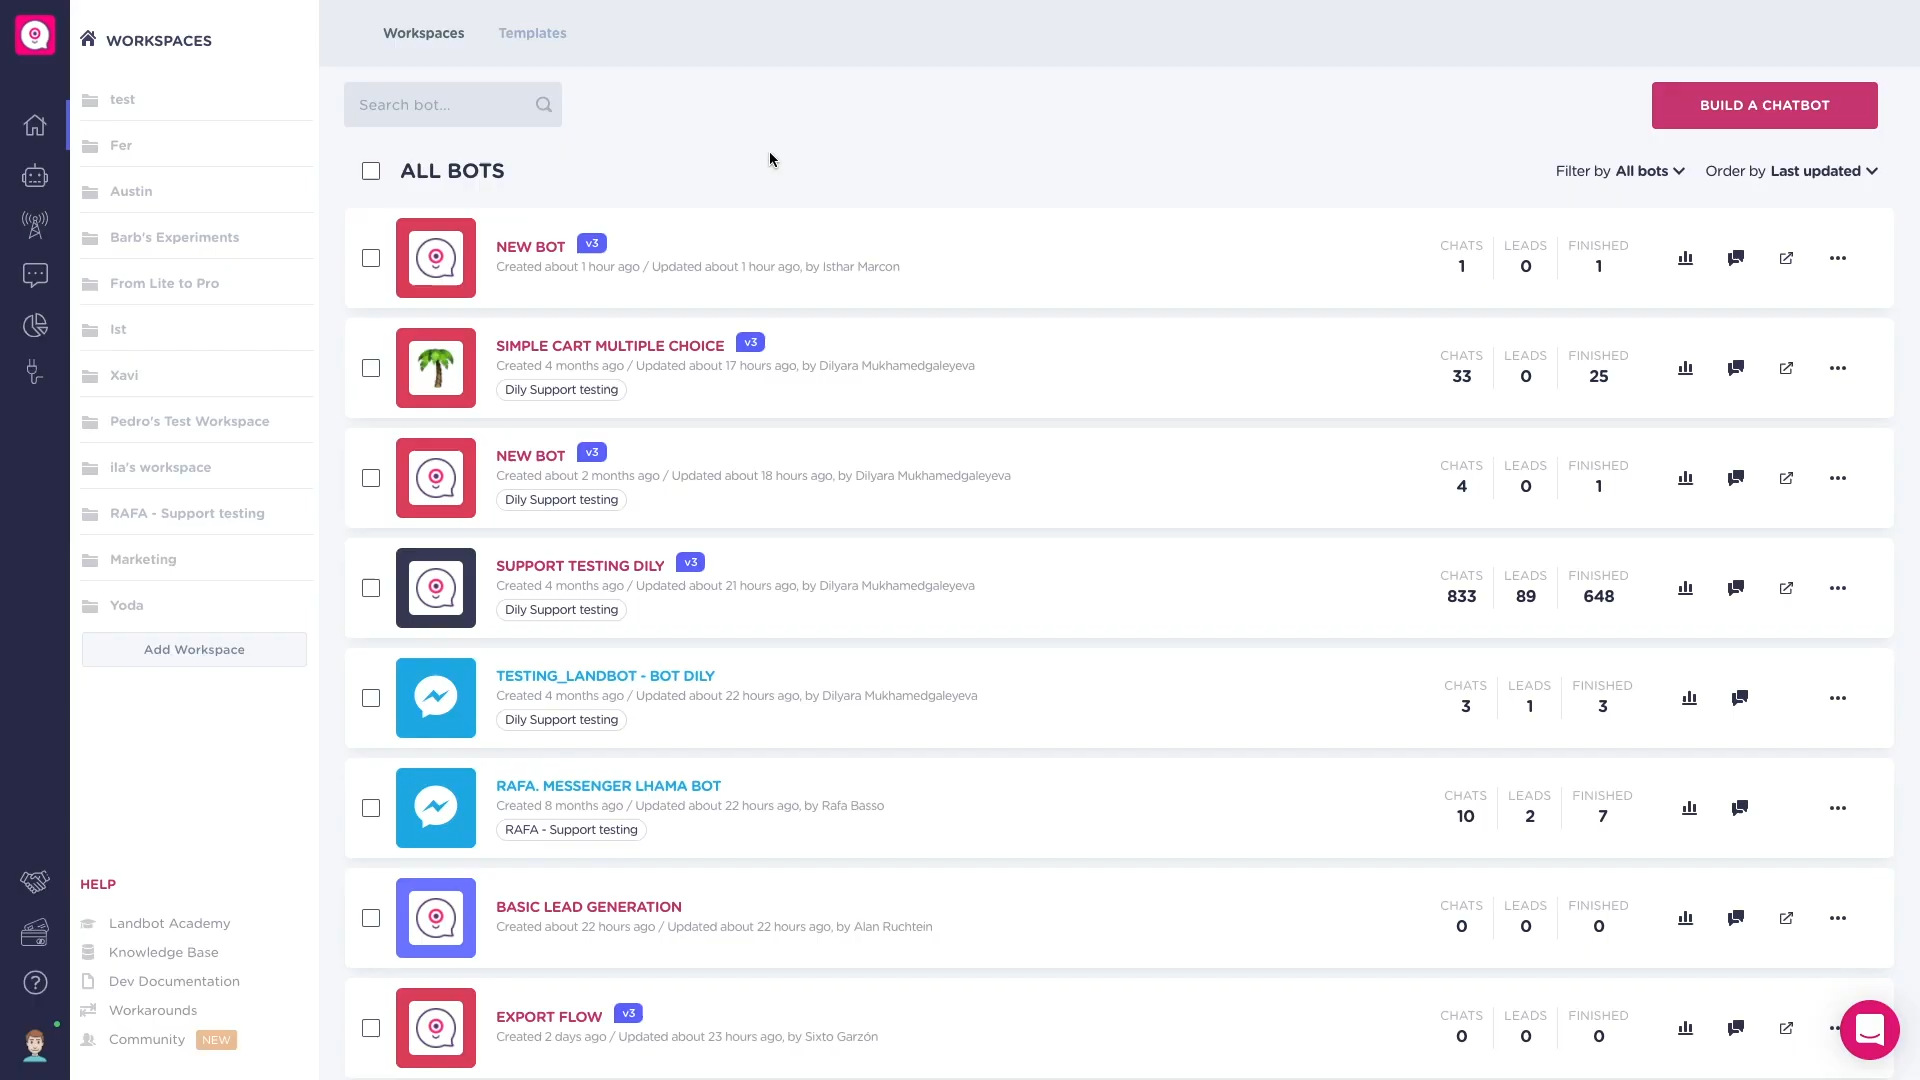 WORKSPACES
test
Fer
Austin
Barb's Experiments
From Lite to Pro
Ist
Xavi
Pedro's Test Workspace
ila's workspace
RAFA - Support testing
Marketing
Yoda
Add Workspace
HELP
Landbot Academy
Knowledge Base
Dev Documentation
Workarounds
Community NEW
Workspaces Templates
Search bot...
BUILD A CHATBOT
ALL BOTS
Filter by All bots Order by Last updated
NEW BOT v3
Created about 1 hour ago / Updated about 1 hour ago, by Isthar Marcon
CHATS LEADS FINISHED
1 0 1
SIMPLE CART MULTIPLE CHOICE v3
Created 4 months ago / Updated about 17 hours ago, by Dilyara Mukhamedgaleyeva
Dily Support testing
CHATS LEADS FINISHED
33 0 25
NEW BOT v3
Created about 2 months ago / Updated about 18 hours ago, by Dilyara Mukhamedgaleyeva
Dily Support testing
CHATS LEADS FINISHED
4 0 1
SUPPORT TESTING DILY v3
Created 4 months ago / Updated about 21 hours ago, by Dilyara Mukhamedgaleyeva
Dily Support testing
CHATS LEADS FINISHED
833 89 648
TESTING_LANDBOT - BOT DILY
Created 4 months ago / Updated about 22 hours ago, by Dilyara Mukhamedgaleyeva
Dily Support testing
CHATS LEADS FINISHED
3 1 3
RAFA. MESSENGER LHAMA BOT
Created 8 months ago / Updated about 22 hours ago, by Rafa Basso
RAFA - Support testing
CHATS LEADS FINISHED
10 2 7
BASIC LEAD GENERATION
Created about 22 hours ago / Updated about 22 hours ago, by Alan Ruchtein
CHATS LEADS FINISHED
0 0 0
EXPORT FLOW v3
Created 2 days ago / Updated about 23 hours ago, by Sixto Garzón
CHATS LEADS FINISHED
0 0 0